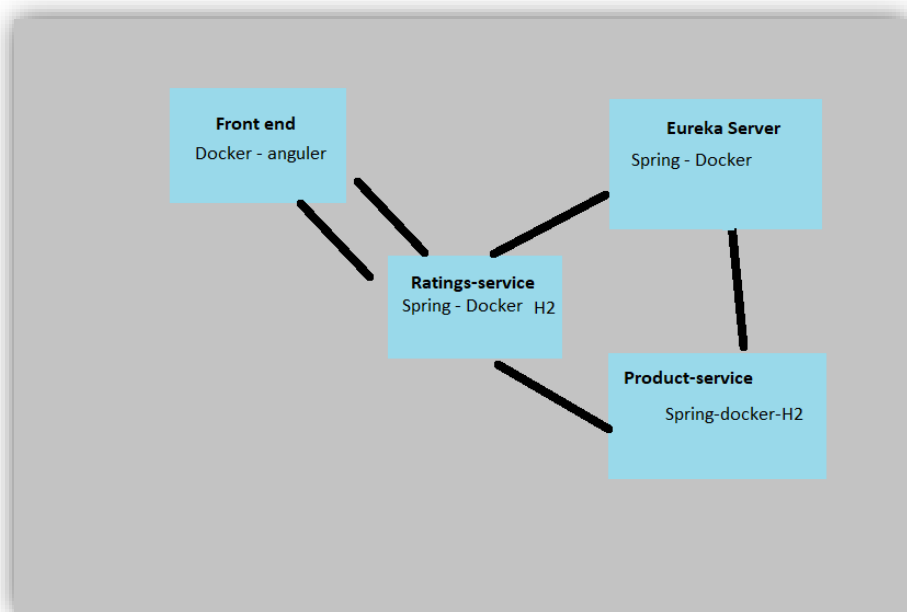 Front end
Docker - anguler
Eureka Server
Spring - Docker
Ratings-service
Spring - Docker H2
Product-service
Spring-docker-H2